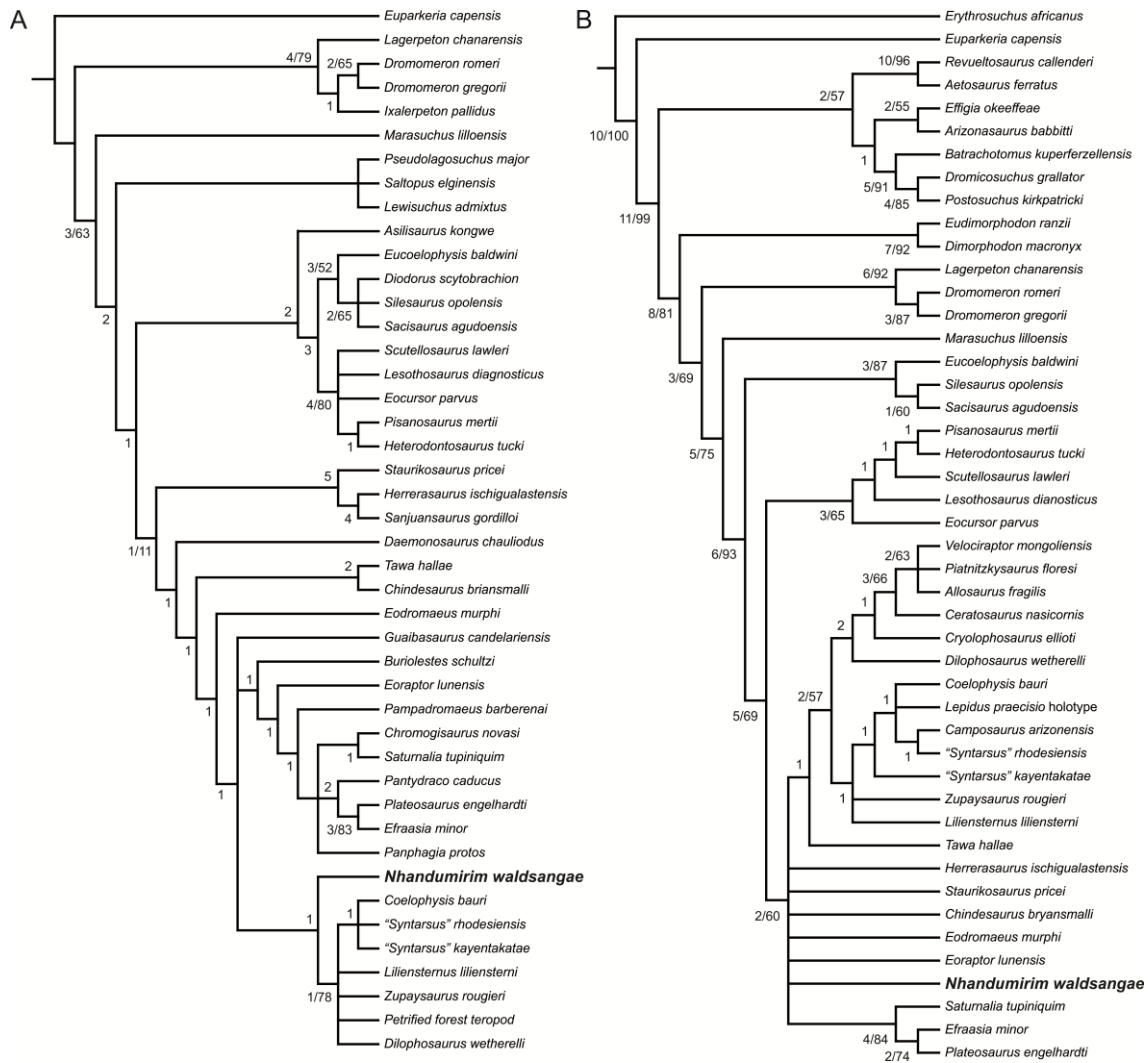 A
Euparkeria capensis
Lagerpeton chanarensis
4/79
2/65
Dromomeron romeri
Dromomeron gregorii
1
Ixalerpeton pallidus
Marasuchus lilloensis
Pseudolagosuchus major
Saltopus elginensis
Lewisuchus admixtus
3/63
Asilisaurus kongwe
Eucoelophysis baldwini
3/52
Diodorus scytobrachion
Silesaurus opolensis
2
2
2/65
Sacisaurus agudoensis
3
Scutellosaurus lawleri
Lesothosaurus diagnosticus
Eocursor parvus
4/80
Pisanosaurus mertii
1
1
Heterodontosaurus tucki
Staurikosaurus pricei
5
Herrerasaurus ischigualastensis
4
Sanjuansaurus gordilloi
Daemonosaurus chauliodus
1/11
Tawa hallae
2
Chindesaurus briansmalli
1
Eodromaeus murphi
Guaibasaurus candelariensis
1
Buriolestes schultzi
1
Eoraptor lunensis
1
Pampadromaeus barberenai
1
Chromogisaurus novasi
1
Saturnalia tupiniquim
1
Pantydraco caducus
2
1
Plateosaurus engelhardti
3/83
Efraasia minor
Panphagia protos
Nhandumirim waldsangae
Coelophysis bauri
1
1
"Syntarsus" rhodesiensis
"Syntarsus" kayentakatae
Liliensternus liliensterni
1/78
Zupaysaurus rougieri
Petrified forest teropod
Dilophosaurus wetherelli
B
Erythrosuchus africanus
Euparkeria capensis
Revueltosaurus callenderi
10/96
Aetosaurus ferratus
2/57
Effigia okeeffeae
2/55
Arizonasaurus babbitti
10/100
1
Batrachotomus kuperferzellensis
5/91
Dromicosuchus grallator
4/85
Postosuchus kirkpatricki
11/99
Eudimorphodon ranzii
Dimorphodon macronyx
7/92
Lagerpeton chanarensis
6/92
Dromomeron romeri
8/81
3/87
Dromomeron gregorii
Marasuchus lilloensis
3/69
Eucoelophysis baldwini
3/87
Silesaurus opolensis
1/60
Sacisaurus agudoensis
Pisanosaurus mertii
1
5/75
1
Heterodontosaurus tucki
1
Scutellosaurus lawleri
Lesothosaurus dianosticus
3/65
Eocursor parvus
6/93
Velociraptor mongoliensis
2/63
Piatnitzkysaurus floresi
3/66
Allosaurus fragilis
1
Ceratosaurus nasicornis
2
Cryolophosaurus ellioti
Dilophosaurus wetherelli
5/69
2/57
Coelophysis bauri
1
Lepidus praecisio holotype
1
Camposaurus arizonensis
1
"Syntarsus" rhodesiensis
1
"Syntarsus" kayentakatae
1
Zupaysaurus rougieri
Liliensternus liliensterni
Tawa hallae
Herrerasaurus ischigualastensis
2/60
Staurikosaurus pricei
Chindesaurus bryansmalli
Eodromaeus murphi
Eoraptor lunensis
Nhandumirim waldsangae
Saturnalia tupiniquim
4/84
Efraasia minor
2/74
Plateosaurus engelhardti